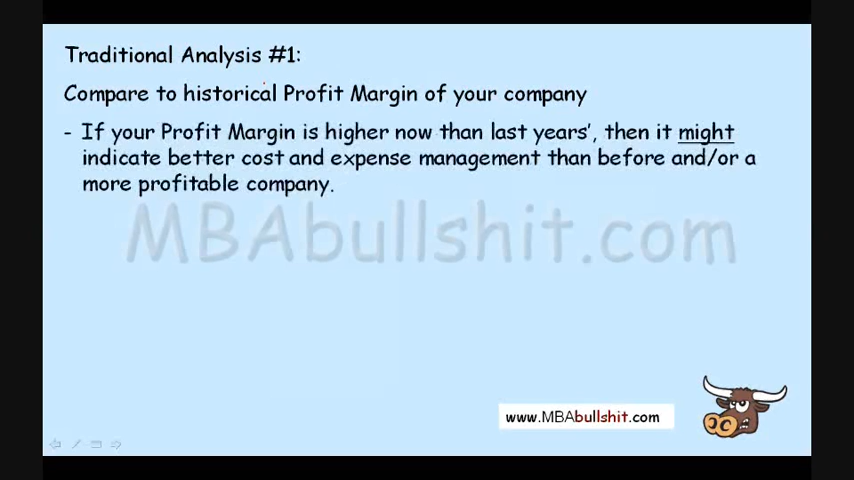 Traditional Analysis #1:
Compare to historical Profit Margin of your company
- If your Profit Margin is higher now than last years', then it might
indicate better cost and expense management than before and/or a
more profitable company.
MBAbullshit.com
www.MBAbullshit.com